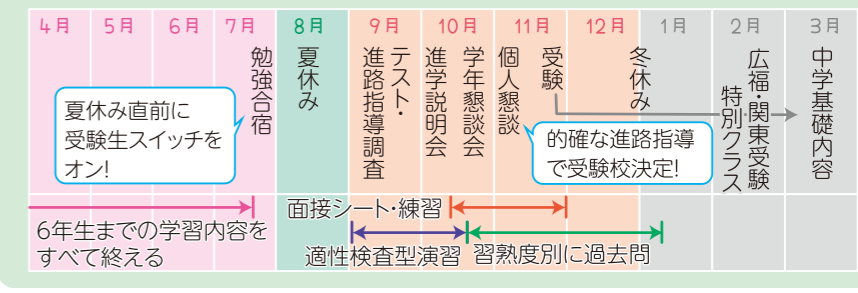 4月 5月 6月 7月 8月 9月 10月 11月 12月 1月 2月 3月
勉強合宿
夏休み直前に
受験生スイッチを
オン!
夏休み
テスト・
進路指導調査
進学説明会
学年懇談会
個人懇談
受験
的確な進路指導
で受験校決定!
冬休み
広福・関東受験
特別クラス
中学基礎内容
6年生までの学習内容を
すべて終える
面接シート・練習
適性検査型演習
習熟度別に過去問